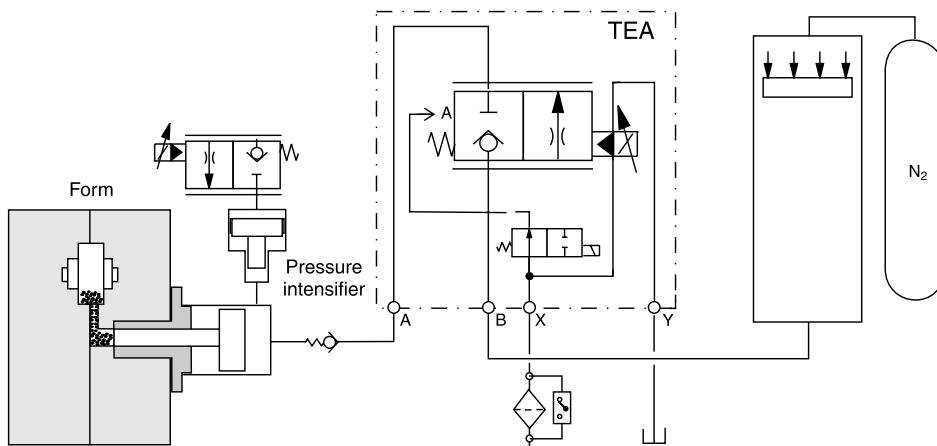 TEA
A
Form
N₂
Pressure
intensifier
A
B
X
Y